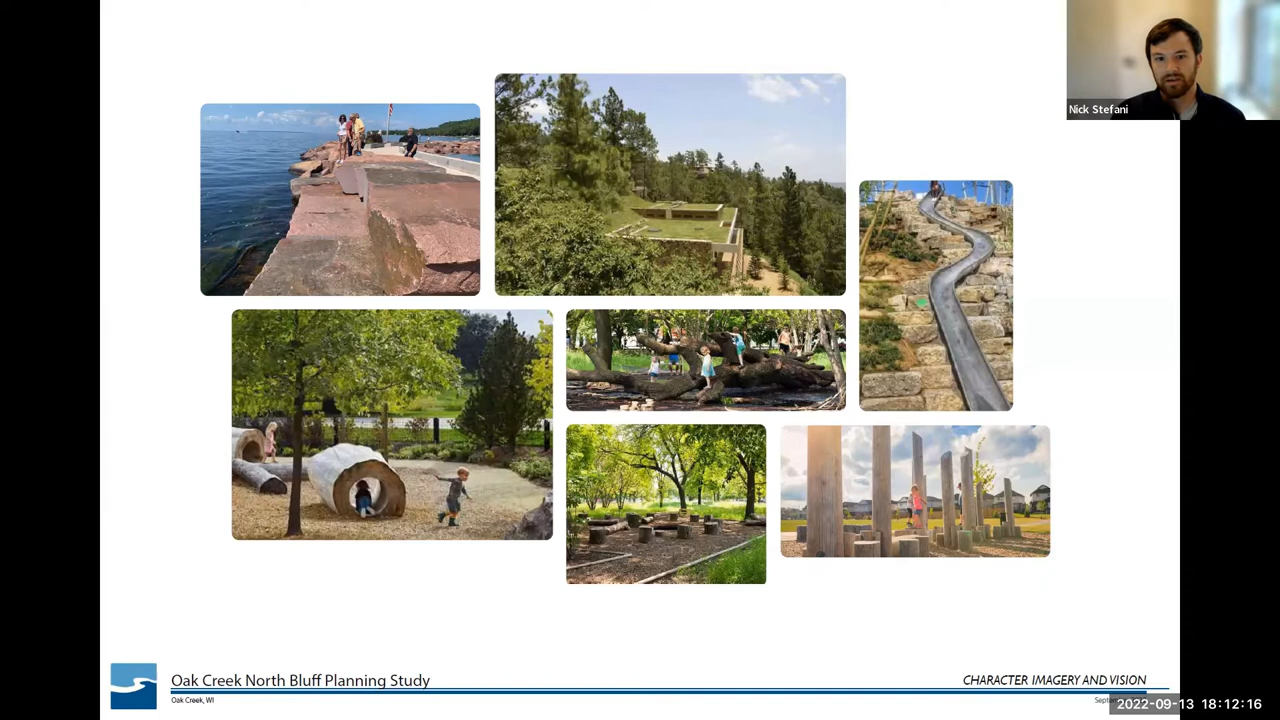 Nick Stefani
Oak Creek North Bluff Planning Study
CHARACTER IMAGERY AND VISION
Oak Creek, WI
2022-09-13 18:12:16